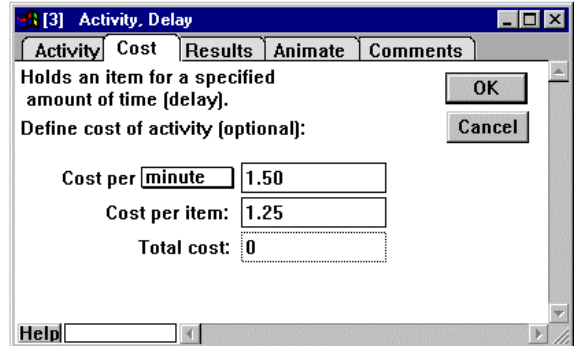 [3] Activity, Delay
Activity Cost Results Animate Comments
Holds an item for a specified
amount of time (delay).
OK
Define cost of activity (optional):
Cancel
Cost per minute 1.50
Cost per item: 1.25
Total cost: 0
Help